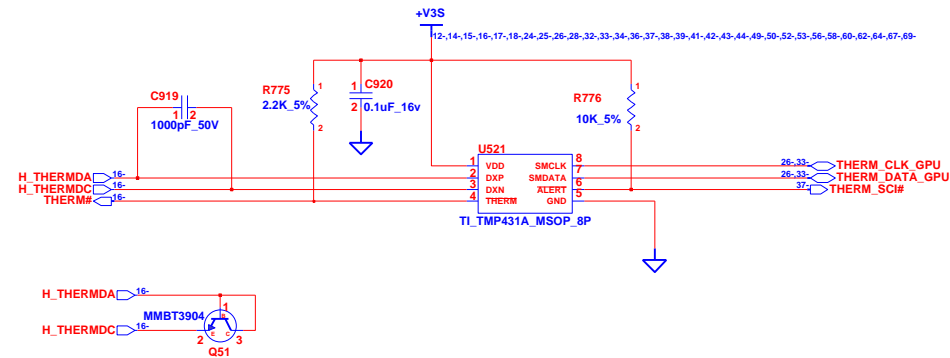 +V3S
12-,14-,15-,16-,17-,18-,24-,25-,26-,28-,32-,33-,34-,36-,37-,38-,39-,41-,42-,43-,44-,49-,50-,52-,53-,56-,58-,60-,62-,64-,67-,69-
C919
1 2
1000pF_50V
R775
2.2K_5%
1
2
C920
1
2
0.1uF_16v
R776
10K_5%
1
2
U521
1 VDD SMCLK 8
2 DXP SMDATA 7
3 DXN ALERT 6
4 THERM GND 5
TI_TMP431A_MSOP_8P
H_THERMDA 16-
H_THERMDC 16-
THERM# 16-
26-,33- THERM_CLK_GPU
26-,33- THERM_DATA_GPU
37- THERM_SCI#
H_THERMDA 16-
H_THERMDC 16-
MMBT3904
1
B
E C
2 3
Q51